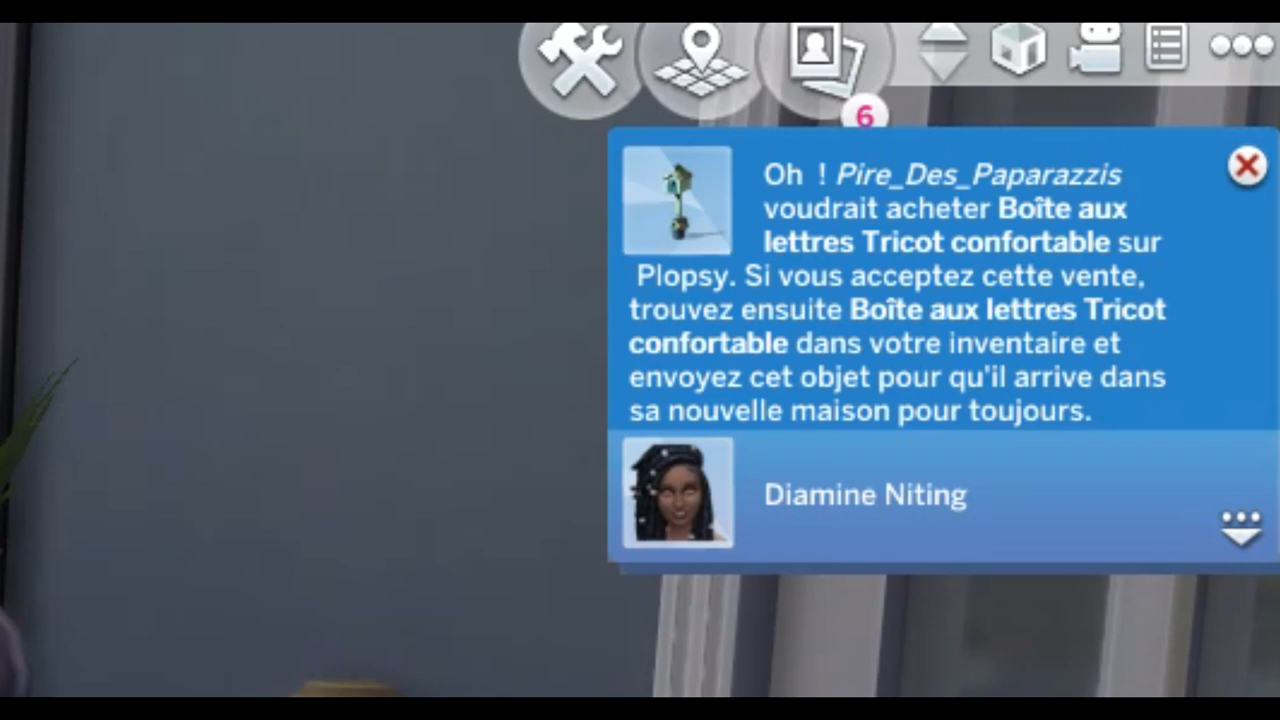 6
Oh  ! Pire_Des_Paparazzis
voudrait acheter Boîte aux
lettres Tricot confortable sur
Plopsy. Si vous acceptez cette vente,
trouvez ensuite Boîte aux lettres Tricot
confortable dans votre inventaire et
envoyez cet objet pour qu'il arrive dans
sa nouvelle maison pour toujours.
Diamine Niting